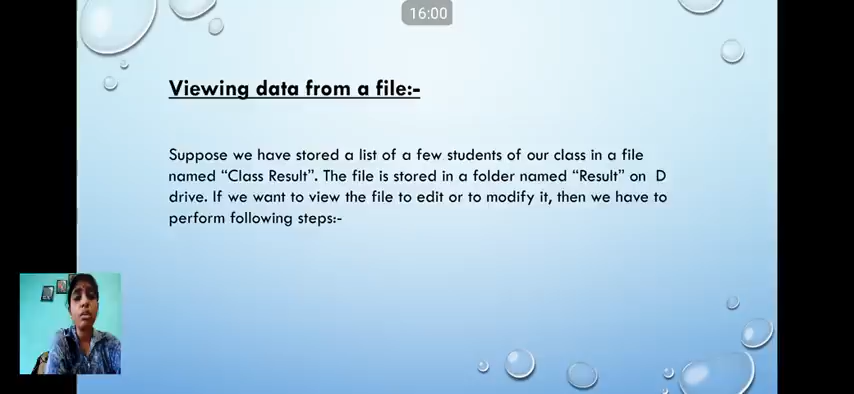 16:00
Viewing data from a file:-
Suppose we have stored a list of a few students of our class in a file
named “Class Result”. The file is stored in a folder named “Result” on D
drive. If we want to view the file to edit or to modify it, then we have to
perform following steps:-